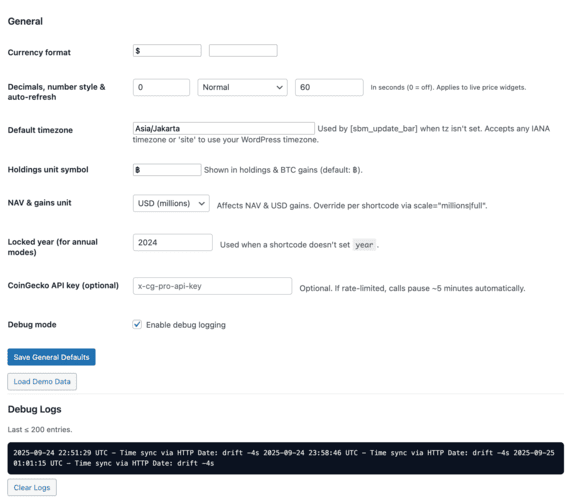 General
Currency format
$
Decimals, number style &
auto-refresh
0
Normal
60
In seconds (0 = off). Applies to live price widgets.
Default timezone
Asia/Jakarta
Used by [sbm_update_bar] when tz isn't set. Accepts any IANA
timezone or 'site' to use your WordPress timezone.
Holdings unit symbol
฿
Shown in holdings & BTC gains (default: ฿).
NAV & gains unit
USD (millions)
Affects NAV & USD gains. Override per shortcode via scale="millions|full".
Locked year (for annual
modes)
2024
Used when a shortcode doesn't set year.
CoinGecko API key (optional)
x-cg-pro-api-key
Optional. If rate-limited, calls pause ~5 minutes automatically.
Debug mode
Enable debug logging
Save General Defaults
Load Demo Data
Debug Logs
Last ≤ 200 entries.
2025-09-24 22:51:29 UTC - Time sync via HTTP Date: drift -4s 2025-09-24 23:58:46 UTC - Time sync via HTTP Date: drift -4s 2025-09-25
01:01:15 UTC - Time sync via HTTP Date: drift -4s
Clear Logs